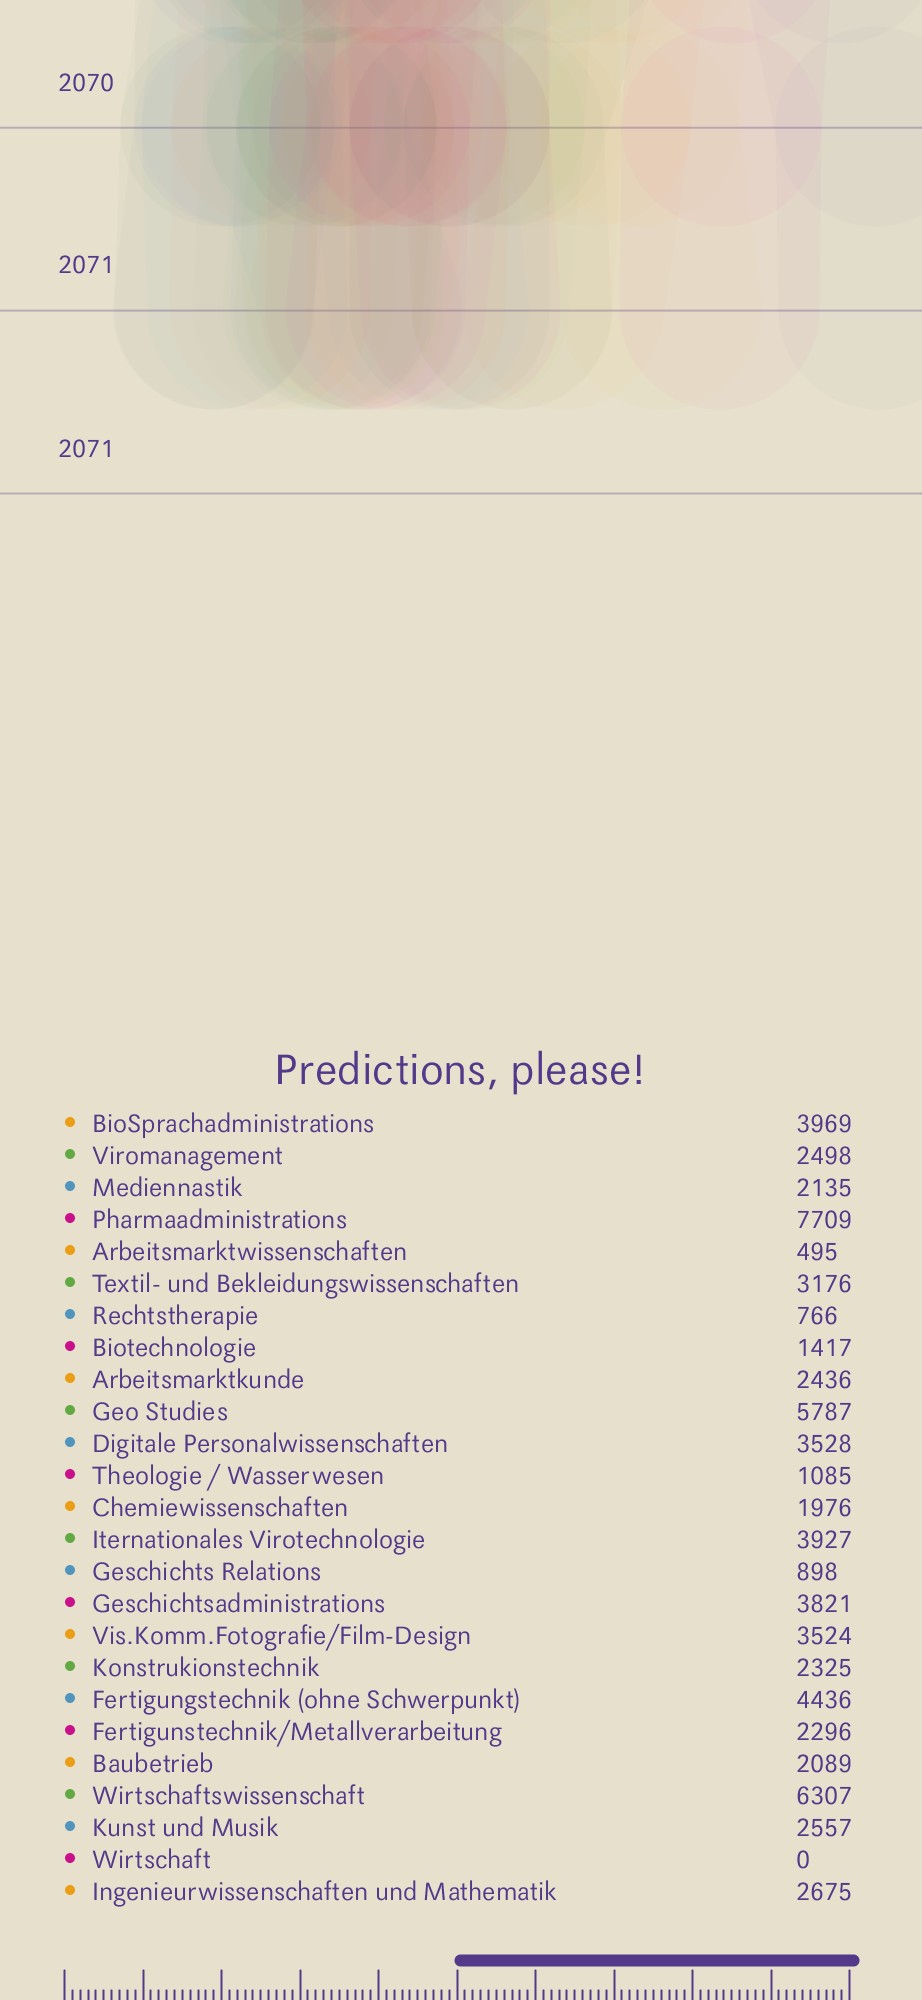 2070
2071
2071
Predictions, please!
BioSprachadministrations 3969
Viromanagement 2498
Mediennastik 2135
Pharmaadministrations 7709
Arbeitsmarktwissenschaften 495
Textil- und Bekleidungswissenschaften 3176
Rechtstherapie 766
Biotechnologie 1417
Arbeitsmarktkunde 2436
Geo Studies 5787
Digitale Personalwissenschaften 3528
Theologie / Wasserwesen 1085
Chemiewissenschaften 1976
Iternationales Virotechnologie 3927
Geschichts Relations 898
Geschichtsadministrations 3821
Vis.Komm.Fotografie/Film-Design 3524
Konstrukionstechnik 2325
Fertigungstechnik (ohne Schwerpunkt) 4436
Fertigunstechnik/Metallverarbeitung 2296
Baubetrieb 2089
Wirtschaftswissenschaft 6307
Kunst und Musik 2557
Wirtschaft 0
Ingenieurwissenschaften und Mathematik 2675